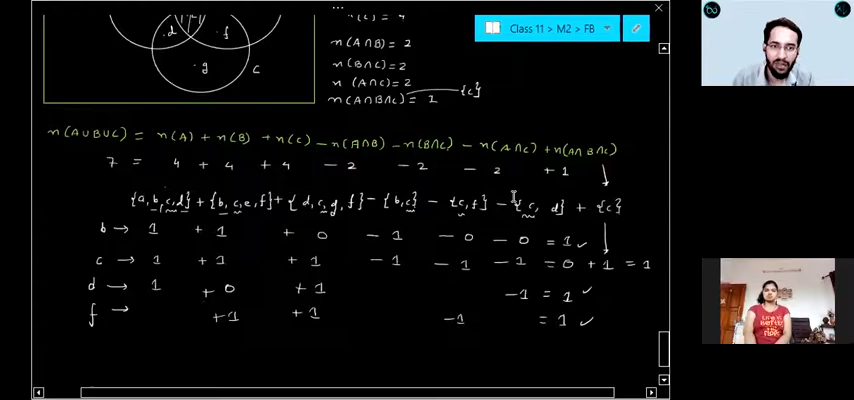 ...
n(C) = 4
n(A∩B) = 2
n(B∩C) = 2
n(A∩C) = 2
n(A∩B∩C) = 1 {c}
d f
g C
Class 11 > M2 > FB
n(A∪B∪C) = n(A) + n(B) + n(C) - n(A∩B) - n(B∩C) - n(A∩C) + n(A∩B∩C)
7 = 4 + 4 + 4 - 2 - 2 - 2 + 1
{a, b, c, d} + {b, c, e, f} + {d, c, g, f} - {b, c} - {c, f} - {c, d} + {c}
b → 1 + 1 + 0 - 1 - 0 - 0 = 1 ✓
c → 1 + 1 + 1 - 1 - 1 - 1 = 0 + 1 = 1
d → 1 + 0 + 1 - 1 = 1 ✓
f → + 1 + 1 - 1 = 1 ✓